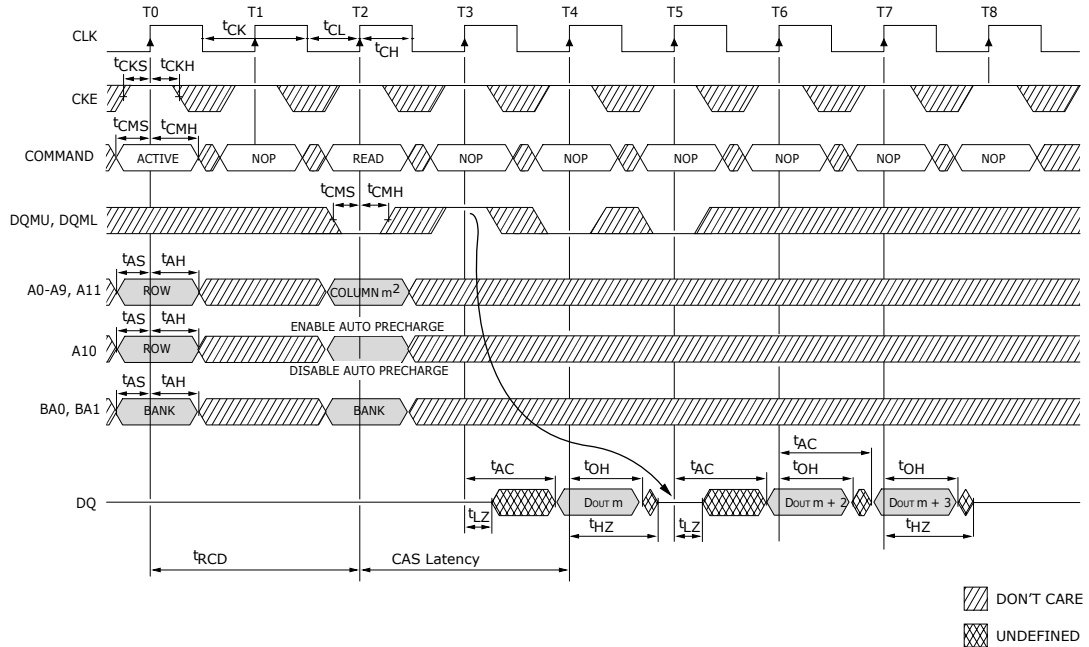 T0 T1 T2 T3 T4 T5 T6 T7 T8
CLK
tCK tCL tCH
tCKS tCKH
CKE
tCMS tCMH
COMMAND ACTIVE NOP READ NOP NOP NOP NOP NOP NOP
tCMS tCMH
DQMU, DQML
tAS tAH
A0-A9, A11 ROW COLUMN m2
tAS tAH ENABLE AUTO PRECHARGE
A10 ROW
DISABLE AUTO PRECHARGE
tAS tAH
BA0, BA1 BANK BANK
tAC
tAC tOH tAC tOH tOH
DQ DOUT m DOUT m + 2 DOUT m + 3
tLZ tHZ tLZ tHZ
tRCD CAS Latency
DON'T CARE
UNDEFINED